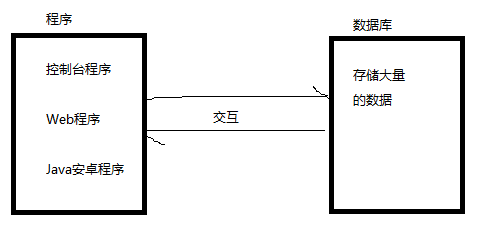 程序
数据库
控制台程序
Web程序
Java安卓程序
交互
存储大量
的数据